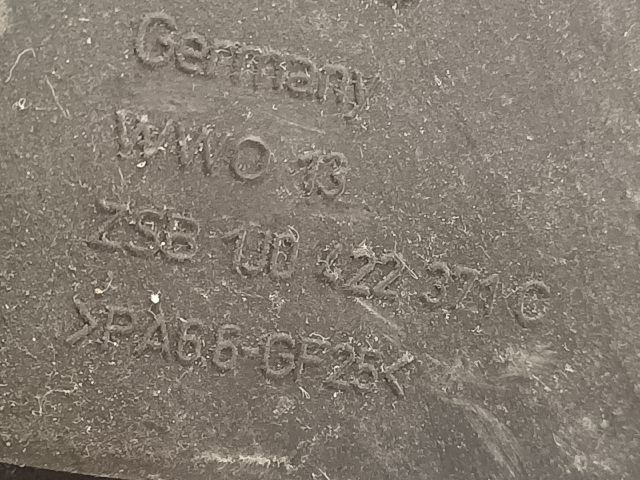 Germany
WWO 13
ZSB 1J0 422 371 C
>PA66-GF25<